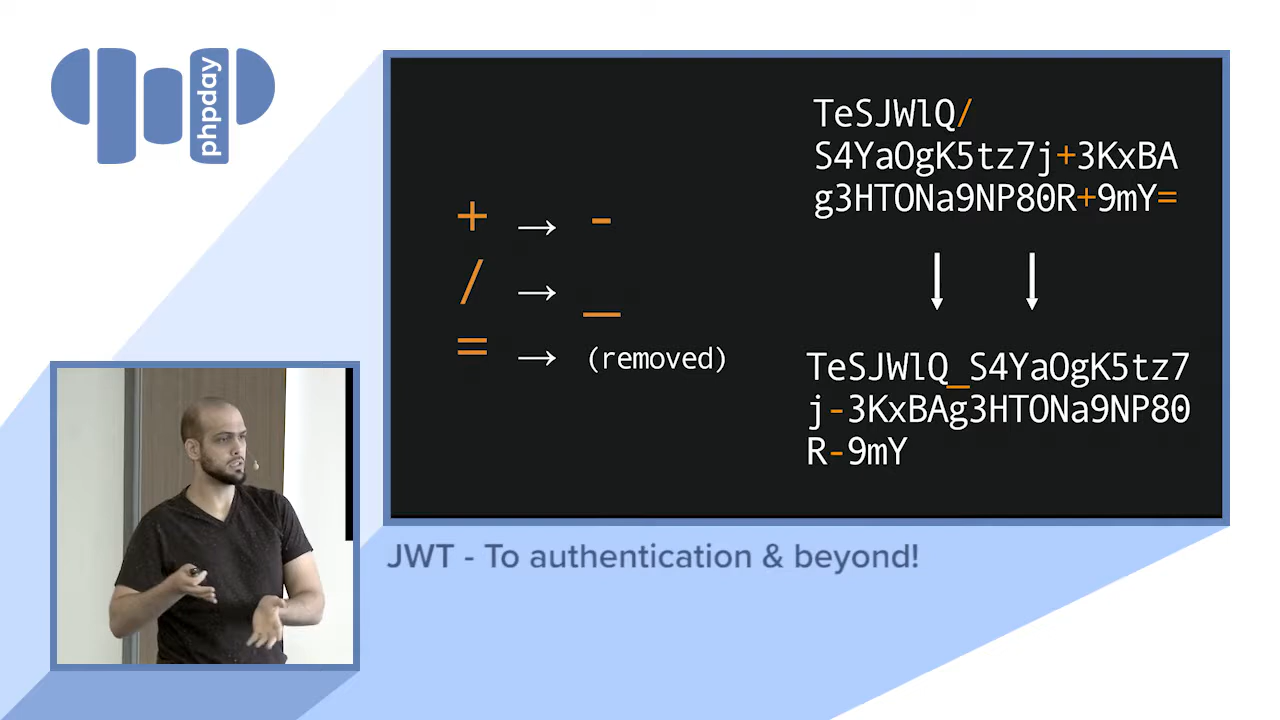 phpday
+ → -
/ → _
= → (removed)
TeSJWlQ/
S4YaOgK5tz7j+3KxBA
g3HTONa9NP80R+9mY=
TeSJWlQ_S4YaOgK5tz7
j-3KxBAg3HTONa9NP80
R-9mY
JWT - To authentication & beyond!